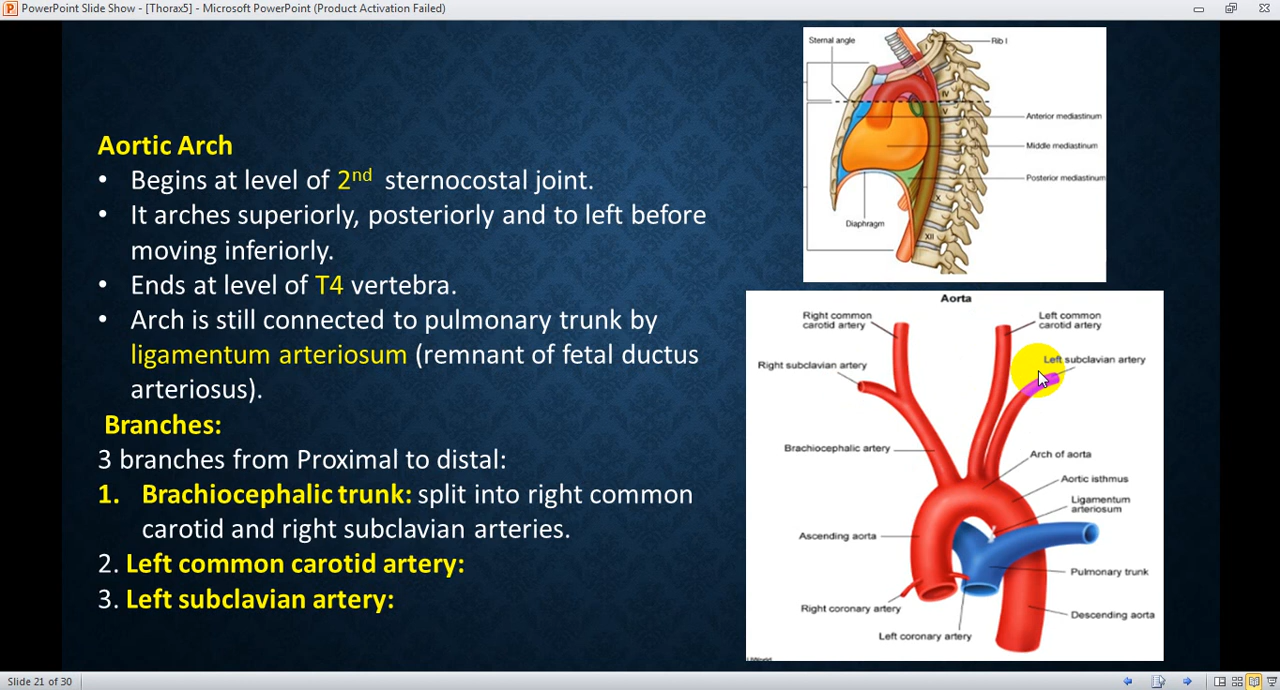 PowerPoint Slide Show - [Thorax5] - Microsoft PowerPoint (Product Activation Failed)
Aortic Arch
• Begins at level of 2nd sternocostal joint.
• It arches superiorly, posteriorly and to left before
moving inferiorly.
• Ends at level of T4 vertebra.
• Arch is still connected to pulmonary trunk by
ligamentum arteriosum (remnant of fetal ductus
arteriosus).
Branches:
3 branches from Proximal to distal:
1. Brachiocephalic trunk: split into right common
carotid and right subclavian arteries.
2. Left common carotid artery:
3. Left subclavian artery:
Sternal angle
Rib I
I
IV
V
Anterior mediastinum
Middle mediastinum
Posterior mediastinum
X
Diaphragm
XII
Aorta
Right common
carotid artery
Left common
carotid artery
Right subclavian artery
Left subclavian artery
Brachiocephalic artery
Arch of aorta
Aortic isthmus
Ligamentum
arteriosum
Ascending aorta
Pulmonary trunk
Right coronary artery
Descending aorta
Left coronary artery
Slide 21 of 30